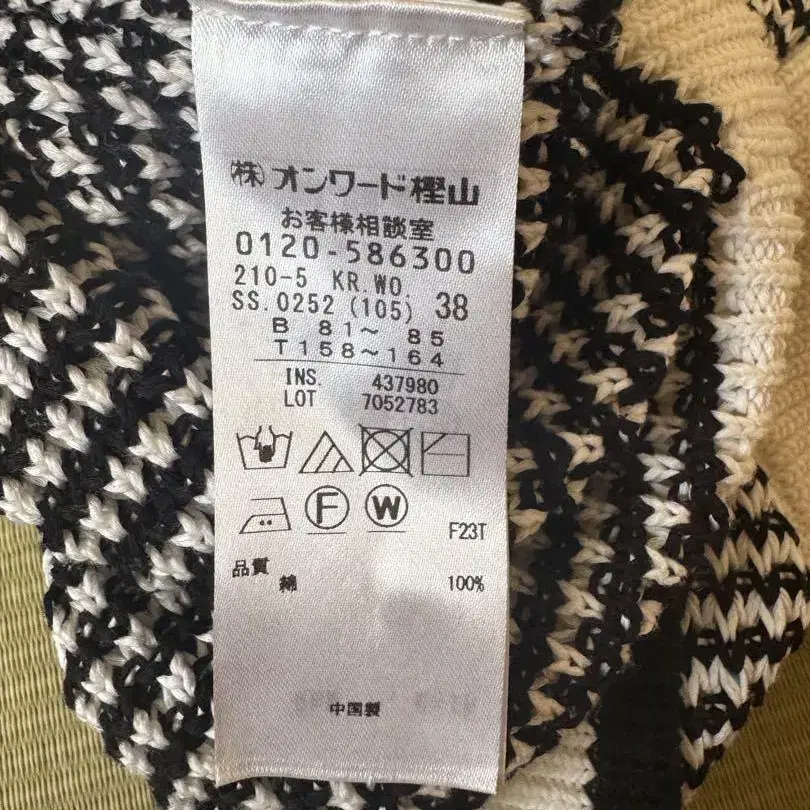 ㈱オンワード樫山
お客様相談室
0120-586300
210-5 KR.WO.
SS.0252 (105) 38
B 81～ 85
T158～164
INS. 437980
LOT 7052783
F W
F23T
品質
綿 100%
中国製